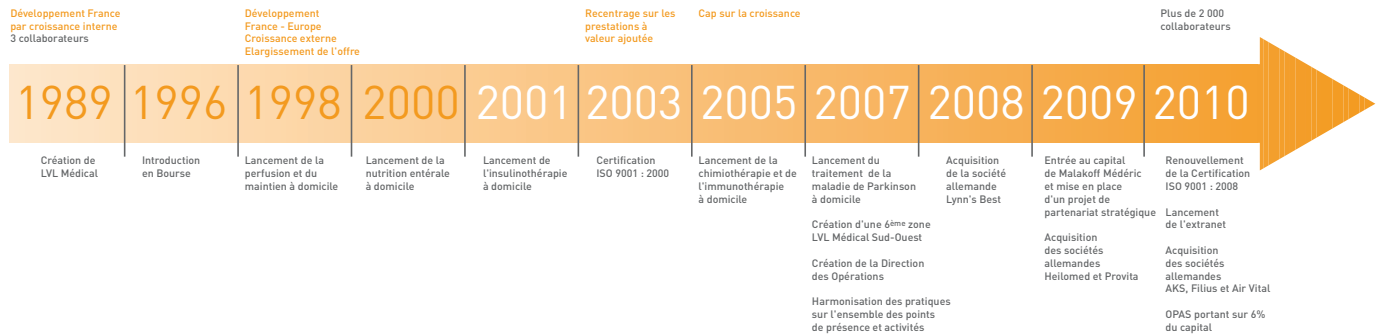 Développement France
par croissance interne
3 collaborateurs
Développement
France - Europe
Croissance externe
Elargissement de l'offre
Recentrage sur les
prestations à
valeur ajoutée
Cap sur la croissance
Plus de 2 000
collaborateurs
1989
1996
1998
2000
2001
2003
2005
2007
2008
2009
2010
Création de
LVL Médical
Introduction
en Bourse
Lancement de la
perfusion et du
maintien à domicile
Lancement de la
nutrition entérale
à domicile
Lancement de
l'insulinothérapie
à domicile
Certification
ISO 9001 : 2000
Lancement de la
chimiothérapie et de
l'immunothérapie
à domicile
Lancement du
traitement de la
maladie de Parkinson
à domicile
Création d'une 6ème zone
LVL Médical Sud-Ouest
Création de la Direction
des Opérations
Harmonisation des pratiques
sur l'ensemble des points
de présence et activités
Acquisition
de la société
allemande
Lynn's Best
Entrée au capital
de Malakoff Médéric
et mise en place
d'un projet de
partenariat stratégique
Acquisition
des sociétés
allemandes
Heilomed et Provita
Renouvellement
de la Certification
ISO 9001 : 2008
Lancement
de l'extranet
Acquisition
des sociétés
allemandes
AKS, Filius et Air Vital
OPAS portant sur 6%
du capital